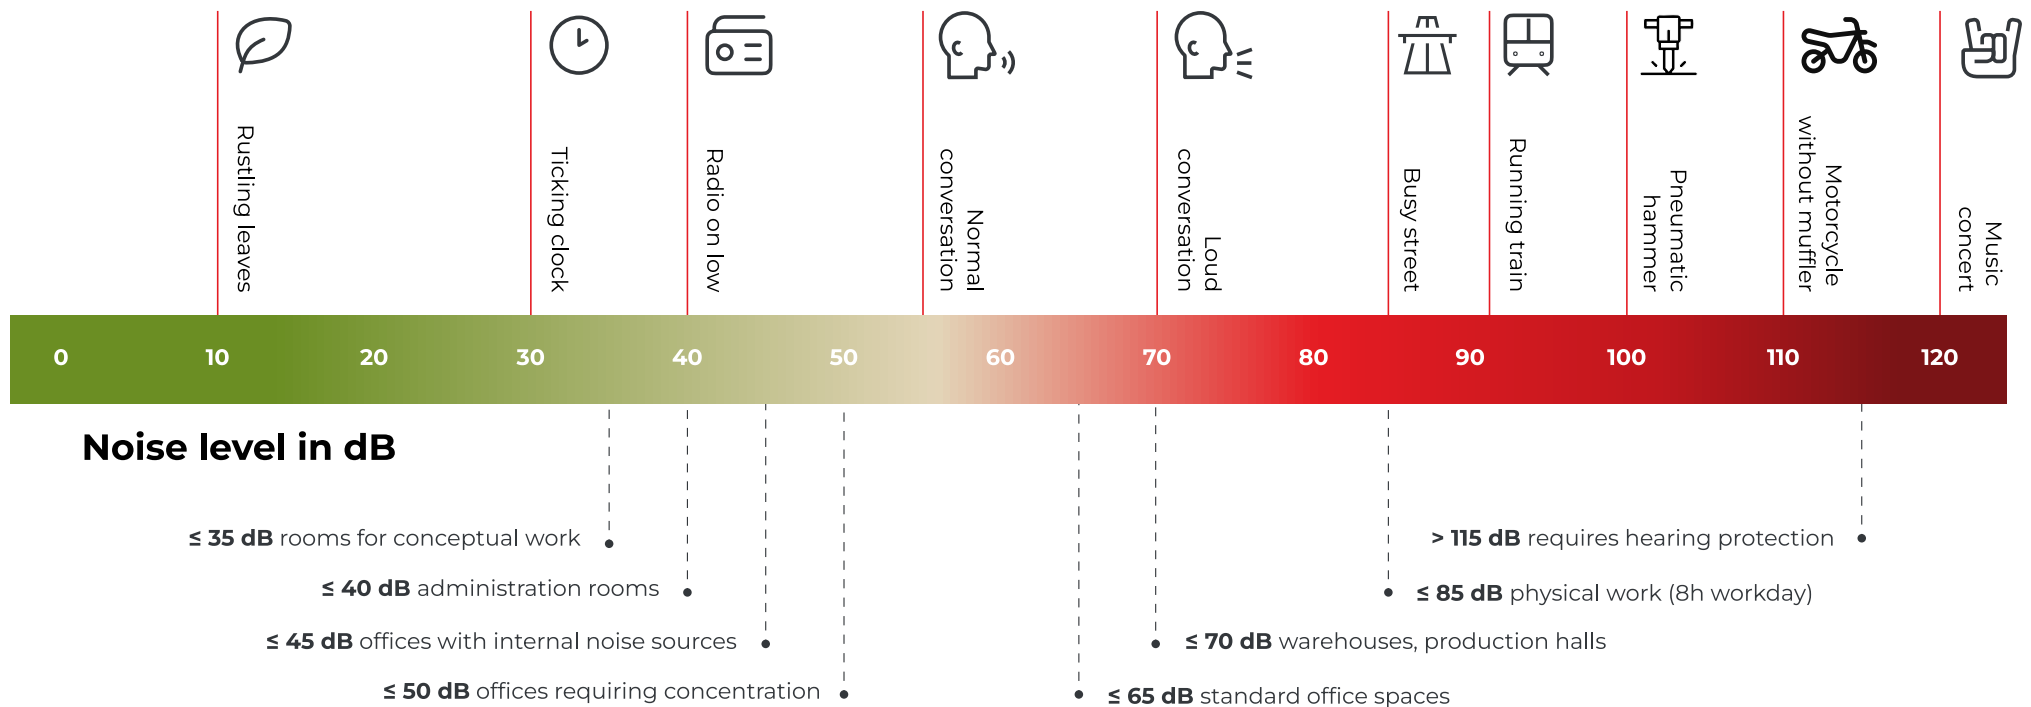 Rustling leaves
Ticking clock
Radio on low
Normal
conversation
Loud
conversation
Busy street
Running train
Pneumatic
hammer
Motorcycle
without muffler
Music
concert
0 10 20 30 40 50 60 70 80 90 100 110 120
Noise level in dB
≤ 35 dB rooms for conceptual work
≤ 40 dB administration rooms
≤ 45 dB offices with internal noise sources
≤ 50 dB offices requiring concentration
> 115 dB requires hearing protection
≤ 85 dB physical work (8h workday)
≤ 70 dB warehouses, production halls
≤ 65 dB standard office spaces